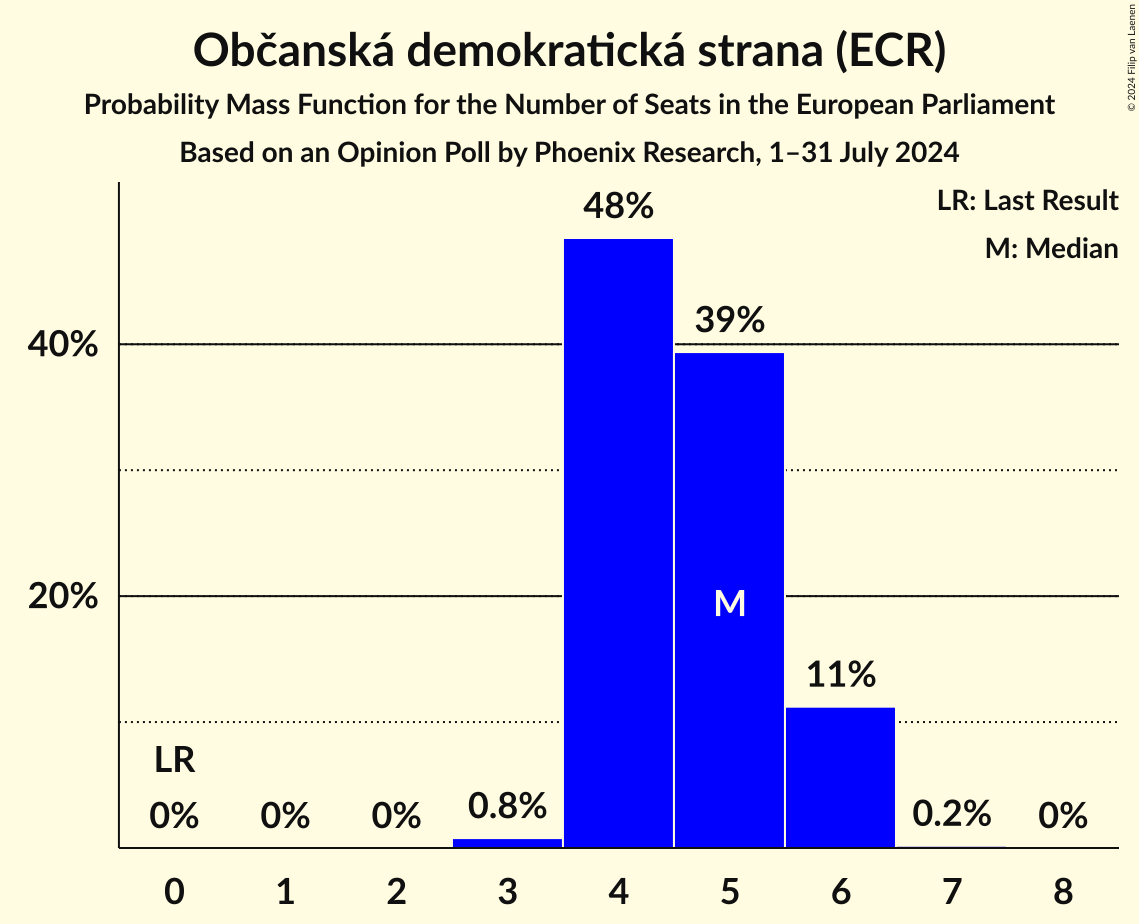 Občanská demokratická strana (ECR)
Probability Mass Function for the Number of Seats in the European Parliament
Based on an Opinion Poll by Phoenix Research, 1–31 July 2024
© 2024 Filip van Laenen
LR: Last Result
M: Median
48%
39%
40%
20%
M
11%
LR
0%
0%
0%
0.8%
0.2%
0%
0
1
2
3
4
5
6
7
8